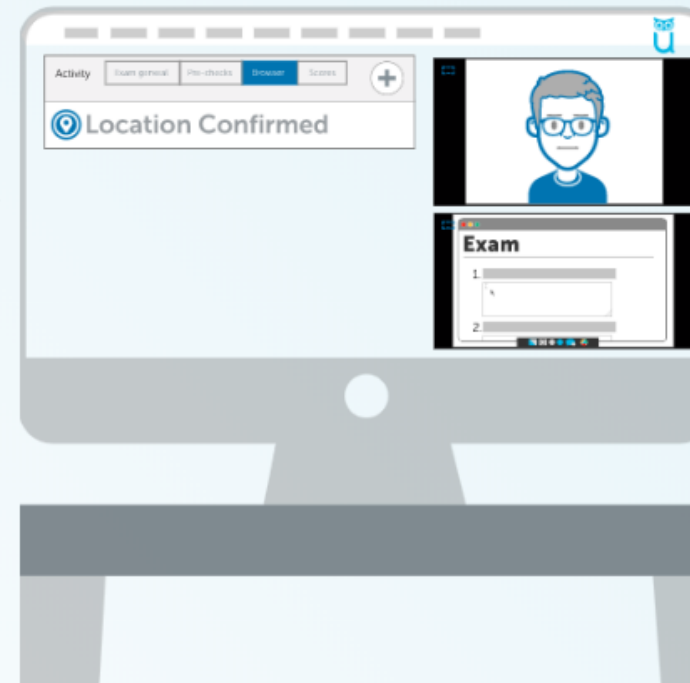 Activity
Exam general
Pre-checks
Browser
Scores
Location Confirmed
Exam
1.
2.
u